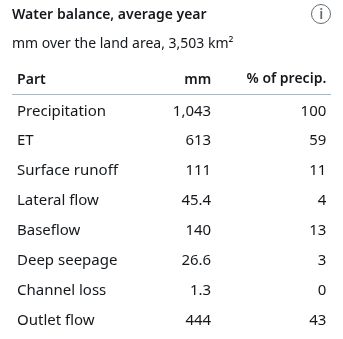 Water balance, average year
mm over the land area, 3,503 km²
Part mm % of precip.
Precipitation 1,043 100
ET 613 59
Surface runoff 111 11
Lateral flow 45.4 4
Baseflow 140 13
Deep seepage 26.6 3
Channel loss 1.3 0
Outlet flow 444 43